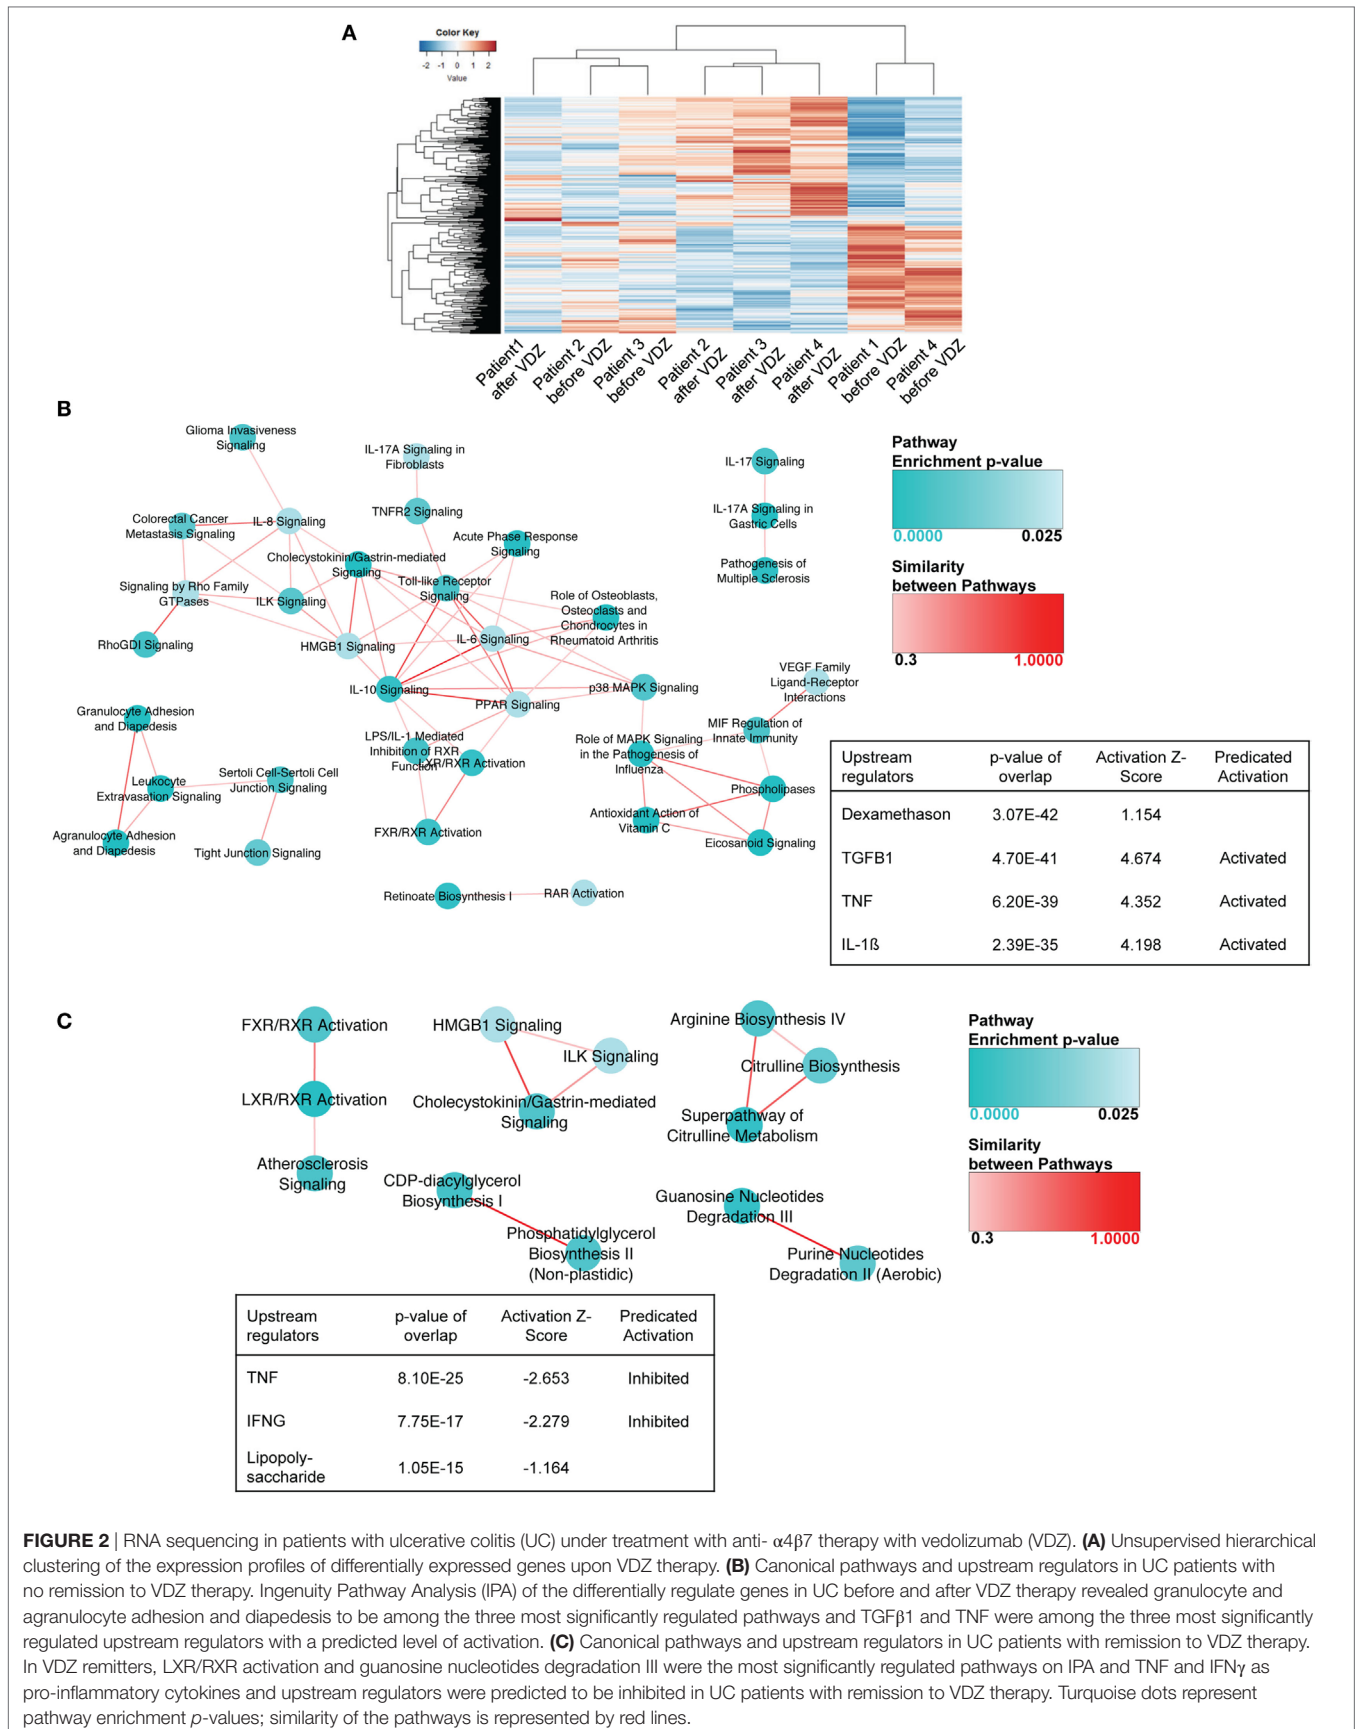 A
Color Key
-2 -1 0 1 2
Value
Patient1
after VDZ
Patient 2
before VDZ
Patient 3
before VDZ
Patient 2
after VDZ
Patient 3
after VDZ
Patient 4
after VDZ
Patient 1
before VDZ
Patient 4
before VDZ
B
Glioma Invasiveness
Signaling
IL-17A Signaling in
Fibroblasts
IL-17 Signaling
Colorectal Cancer
Metastasis Signaling
IL-8 Signaling
TNFR2 Signaling
IL-17A Signaling in
Gastric Cells
Cholecystokinin/Gastrin-mediated
Signaling
Acute Phase Response
Signaling
Pathogenesis of
Multiple Sclerosis
Signaling by Rho Family
GTPases
ILK Signaling
Toll-like Receptor
Signaling
Role of Osteoblasts,
Osteoclasts and
Chondrocytes in
Rheumatoid Arthritis
RhoGDI Signaling
HMGB1 Signaling
IL-6 Signaling
IL-10 Signaling
PPAR Signaling
p38 MAPK Signaling
VEGF Family
Ligand-Receptor
Interactions
Granulocyte Adhesion
and Diapedesis
LPS/IL-1 Mediated
Inhibition of RXR
Function
LXR/RXR Activation
Role of MAPK Signaling
in the Pathogenesis of
Influenza
MIF Regulation of
Innate Immunity
Leukocyte
Extravasation Signaling
Sertoli Cell-Sertoli Cell
Junction Signaling
Phospholipases
Agranulocyte Adhesion
and Diapedesis
Tight Junction Signaling
FXR/RXR Activation
Antioxidant Action of
Vitamin C
Eicosanoid Signaling
Retinoate Biosynthesis I
RAR Activation
Pathway
Enrichment p-value
0.0000 0.025
Similarity
between Pathways
0.3 1.0000
Upstream regulators p-value of overlap Activation Z-Score Predicated Activation
Dexamethason 3.07E-42 1.154
TGFB1 4.70E-41 4.674 Activated
TNF 6.20E-39 4.352 Activated
IL-1ß 2.39E-35 4.198 Activated
C
FXR/RXR Activation
LXR/RXR Activation
Atherosclerosis
Signaling
HMGB1 Signaling
ILK Signaling
Cholecystokinin/Gastrin-mediated
Signaling
Arginine Biosynthesis IV
Citrulline Biosynthesis
Superpathway of
Citrulline Metabolism
CDP-diacylglycerol
Biosynthesis I
Phosphatidylglycerol
Biosynthesis II
(Non-plastidic)
Guanosine Nucleotides
Degradation III
Purine Nucleotides
Degradation II (Aerobic)
Pathway
Enrichment p-value
0.0000 0.025
Similarity
between Pathways
0.3 1.0000
Upstream regulators p-value of overlap Activation Z-Score Predicated Activation
TNF 8.10E-25 -2.653 Inhibited
IFNG 7.75E-17 -2.279 Inhibited
Lipopoly-
saccharide 1.05E-15 -1.164
FIGURE 2 | RNA sequencing in patients with ulcerative colitis (UC) under treatment with anti- α4β7 therapy with vedolizumab (VDZ). (A) Unsupervised hierarchical
clustering of the expression profiles of differentially expressed genes upon VDZ therapy. (B) Canonical pathways and upstream regulators in UC patients with
no remission to VDZ therapy. Ingenuity Pathway Analysis (IPA) of the differentially regulate genes in UC before and after VDZ therapy revealed granulocyte and
agranulocyte adhesion and diapedesis to be among the three most significantly regulated pathways and TGFβ1 and TNF were among the three most significantly
regulated upstream regulators with a predicted level of activation. (C) Canonical pathways and upstream regulators in UC patients with remission to VDZ therapy.
In VDZ remitters, LXR/RXR activation and guanosine nucleotides degradation III were the most significantly regulated pathways on IPA and TNF and IFNγ as
pro-inflammatory cytokines and upstream regulators were predicted to be inhibited in UC patients with remission to VDZ therapy. Turquoise dots represent
pathway enrichment p-values; similarity of the pathways is represented by red lines.